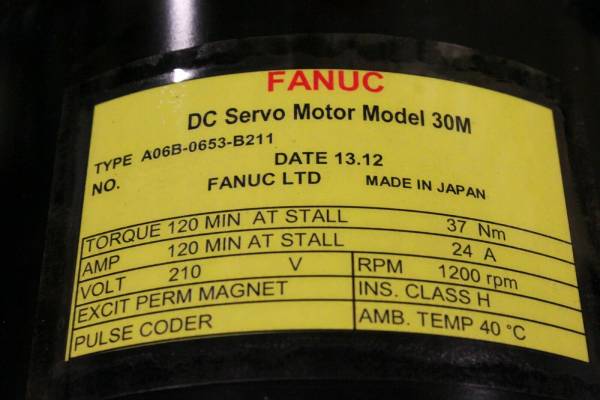 FANUC
DC Servo Motor Model 30M
TYPE A06B-0653-B211
DATE 13.12
NO. FANUC LTD MADE IN JAPAN
TORQUE 120 MIN AT STALL 37 Nm
AMP 120 MIN AT STALL 24 A
VOLT 210 V RPM 1200 rpm
EXCIT PERM MAGNET INS. CLASS H
PULSE CODER AMB. TEMP 40 °C